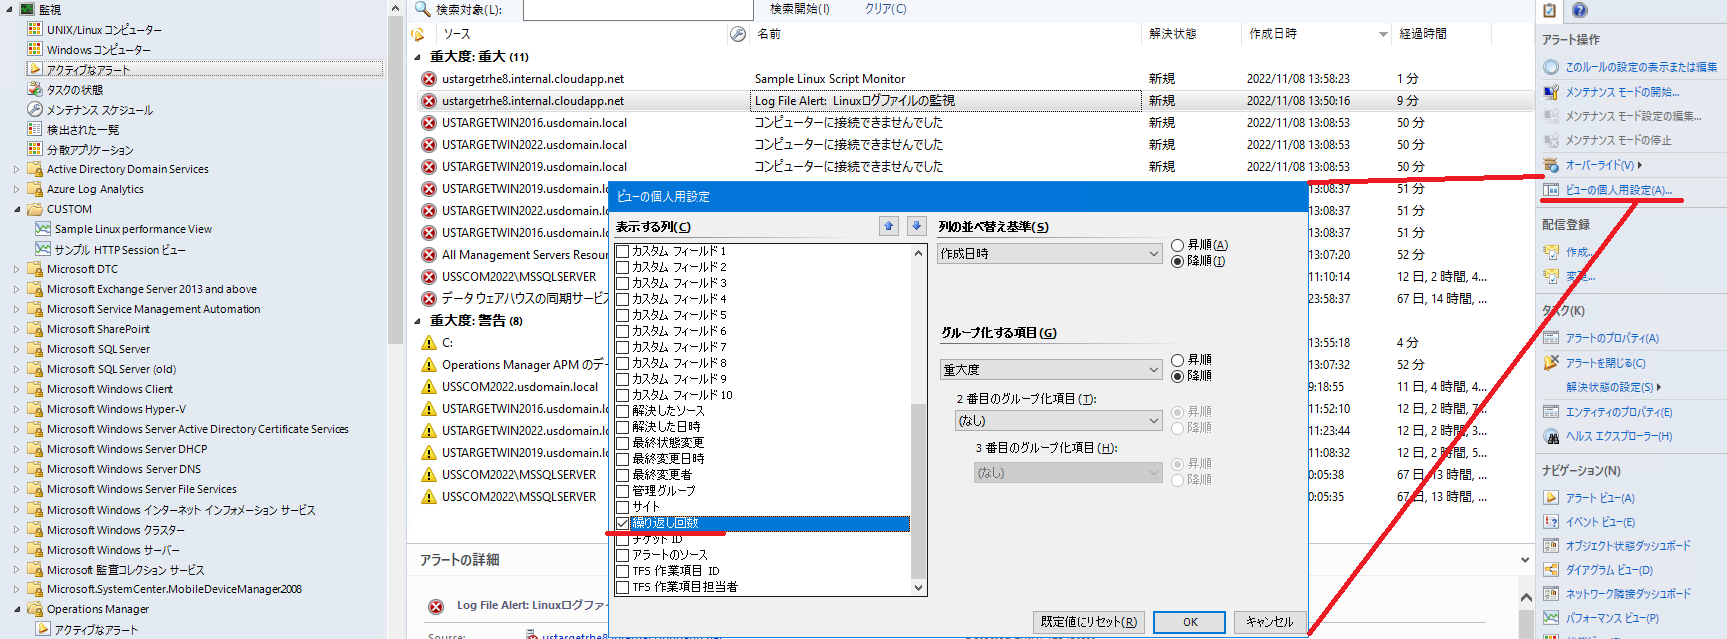 監視
UNIX/Linux コンピューター
Windowsコンピューター
アクティブなアラート
タスクの状態
メンテナンス スケジュール
検出された一覧
分散アプリケーション
Active Directory Domain Services
Azure Log Analytics
CUSTOM
Sample Linux performance View
サンプル HTTP Session ビュー
Microsoft DTC
Microsoft Exchange Server 2013 and above
Microsoft Service Management Automation
Microsoft SharePoint
Microsoft SQL Server
Microsoft SQL Server (old)
Microsoft Windows Client
Microsoft Windows Hyper-V
Microsoft Windows Server Active Directory Certificate Services
Microsoft Windows Server DHCP
Microsoft Windows Server DNS
Microsoft Windows Server File Services
Microsoft Windows インターネット インフォメーション サービス
Microsoft Windows クラスター
Microsoft Windows サーバー
Microsoft 監査コレクション サービス
Microsoft.SystemCenter.MobileDeviceManager2008
Operations Manager
アクティブなアラート
検索対象(L):
検索開始(I)
クリア(C)
ソース 名前 解決状態 作成日時 経過時間
重大度: 重大 (11)
ustargetrhe8.internal.cloudapp.net Sample Linux Script Monitor 新規 2022/11/08 13:58:23 1 分
ustargetrhe8.internal.cloudapp.net Log File Alert: Linuxログファイルの監視 新規 2022/11/08 13:50:16 9 分
USTARGETWIN2016.usdomain.local コンピューターに接続できませんでした 新規 2022/11/08 13:08:53 50 分
USTARGETWIN2022.usdomain.local コンピューターに接続できませんでした 新規 2022/11/08 13:08:53 50 分
USTARGETWIN2019.usdomain.local コンピューターに接続できませんでした 新規 2022/11/08 13:08:53 50 分
USTARGETWIN2019.usdomain.lo 13:08:37 51 分
USTARGETWIN2022.usdomain.lo 13:08:37 51 分
USTARGETWIN2016.usdomain.lo 13:08:37 51 分
All Management Servers Resour 13:07:20 52 分
USSCOM2022\MSSQLSERVER 11:10:14 12 日, 2 時間, 4...
データ ウェアハウスの同期サービス 23:58:37 67 日, 14 時間, ...
重大度: 警告 (8)
C: 13:55:18 4 分
Operations Manager APM のデー 13:07:32 52 分
USSCOM2022.usdomain.local 9:18:55 11 日, 4 時間, 4...
USTARGETWIN2016.usdomain.lo 11:52:10 12 日, 2 時間, 7...
USTARGETWIN2022.usdomain.lo 11:23:44 12 日, 2 時間, 3...
USTARGETWIN2019.usdomain.lo 11:08:32 12 日, 2 時間, 5...
USSCOM2022\MSSQLSERVER 0:05:38 67 日, 13 時間, ...
USSCOM2022\MSSQLSERVER 0:05:35 67 日, 13 時間, ...
アラートの詳細
Log File Alert: Linuxログファ
Source: ustargetrhe8.internal.cloudapp.net
ビューの個人用設定
表示する列(C)
カスタム フィールド 1
カスタム フィールド 2
カスタム フィールド 3
カスタム フィールド 4
カスタム フィールド 5
カスタム フィールド 6
カスタム フィールド 7
カスタム フィールド 8
カスタム フィールド 9
カスタム フィールド 10
解決したソース
解決した日時
最終状態変更
最終変更日時
最終変更者
管理グループ
サイト
繰り返し回数
チケット ID
アラートのソース
TFS 作業項目 ID
TFS 作業項目担当者
列の並べ替え基準(S)
作成日時
昇順(A)
降順(I)
グループ化する項目(G)
重大度
昇順
降順
2 番目のグループ化項目(T):
(なし)
昇順
降順
3 番目のグループ化項目(H):
(なし)
昇順
降順
既定値にリセット(R)
OK
キャンセル
アラート操作
このルールの設定の表示または編集
メンテナンス モードの開始...
メンテナンス モード設定の編集...
メンテナンス モードの停止
オーバーライド(V)
ビューの個人用設定(A)...
配信登録
作成...
変更...
タスク(K)
アラートのプロパティ(A)
アラートを閉じる(C)
解決状態の設定(S)
エンティティのプロパティ(E)
ヘルス エクスプローラー(H)
ナビゲーション(N)
アラート ビュー(A)
イベント ビュー(E)
オブジェクト状態ダッシュボード
ダイアグラム ビュー(D)
ネットワーク隣接ダッシュボード
パフォーマンス ビュー(P)